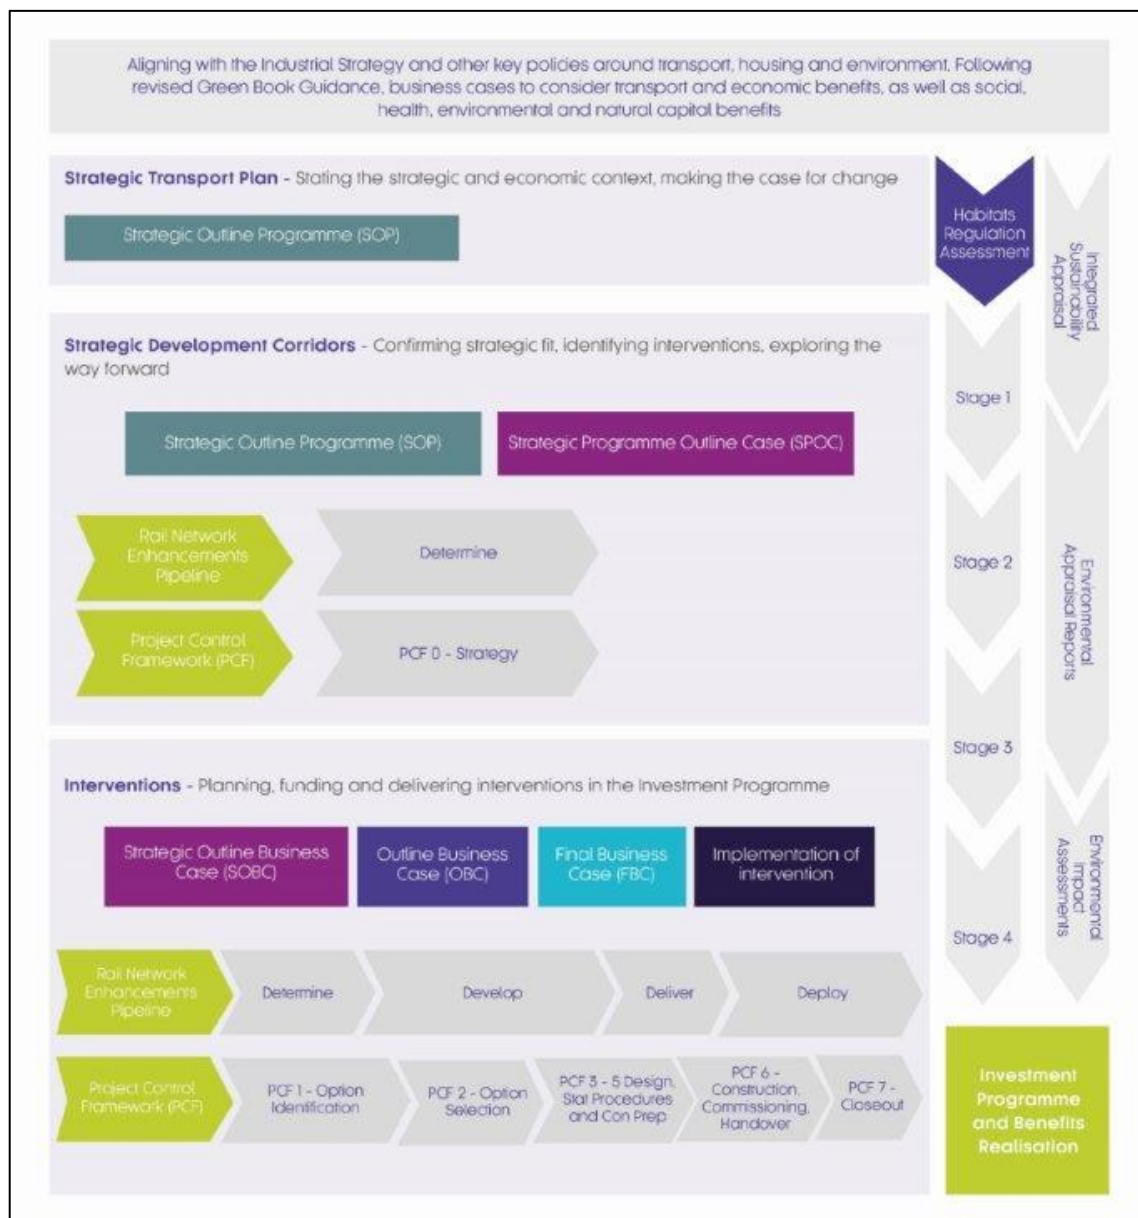 Aligning with the Industrial Strategy and other key policies around transport, housing and environment. Following
revised Green Book Guidance, business cases to consider transport and economic benefits, as well as social,
health, environmental and natural capital benefits
Strategic Transport Plan - Stating the strategic and economic context, making the case for change
Strategic Outline Programme (SOP)
Habitats
Regulation
Assessment
Integrated
Sustainability
Appraisal
Strategic Development Corridors - Confirming strategic fit, identifying interventions, exploring the
way forward
Strategic Outline Programme (SOP)
Strategic Programme Outline Case (SPOC)
Rail Network
Enhancements
Pipeline
Determine
Project Control
Framework (PCF)
PCF 0 - Strategy
Stage 1
Stage 2
Stage 3
Stage 4
Environmental
Appraisal Reports
Environmental
Impact
Assessments
Interventions - Planning, funding and delivering interventions in the Investment Programme
Strategic Outline Business
Case (SOBC)
Outline Business
Case (OBC)
Final Business
Case (FBC)
Implementation of
intervention
Rail Network
Enhancements
Pipeline
Determine
Develop
Deliver
Deploy
Project Control
Framework (PCF)
PCF 1 - Option
Identification
PCF 2 - Option
Selection
PCF 3 - 5 Design,
Stat Procedures
and Con Prep
PCF 6 -
Construction,
Commissioning,
Handover
PCF 7 -
Closeout
Investment
Programme
and Benefits
Realisation